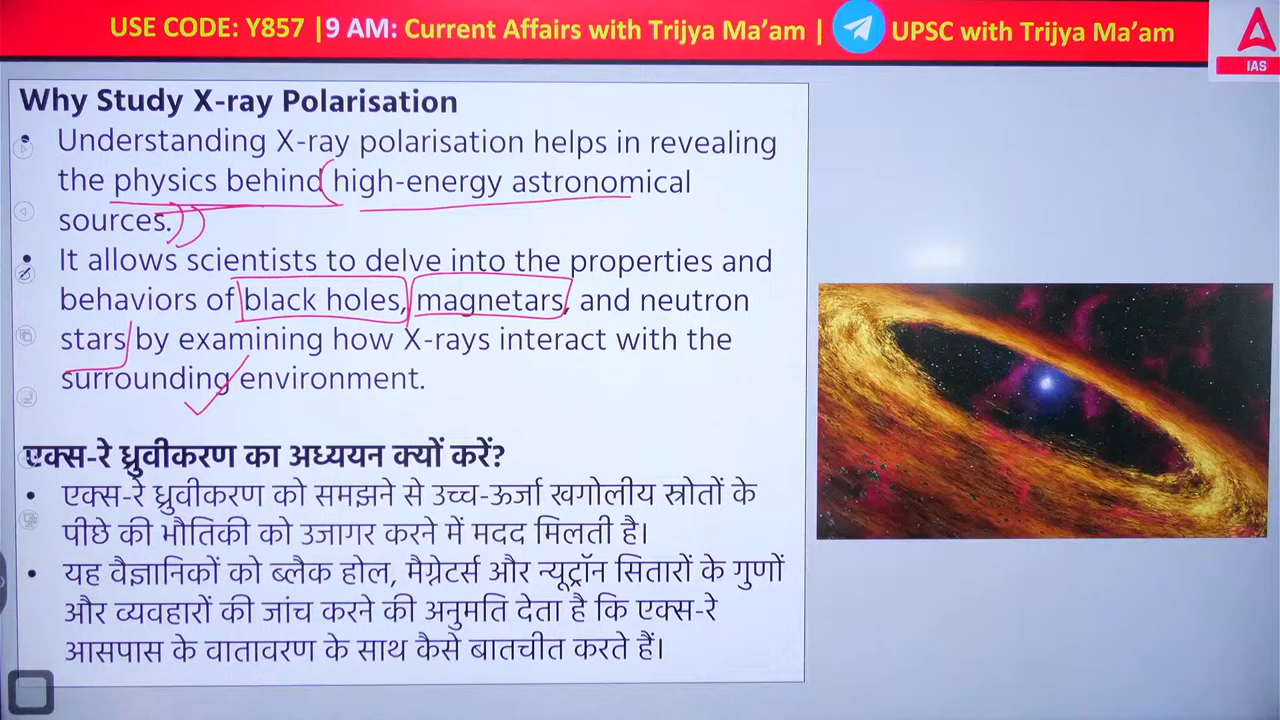 USE CODE: Y857 |9 AM: Current Affairs with Trijya Ma’am | UPSC with Trijya Ma’am
IAS
Why Study X-ray Polarisation
• Understanding X-ray polarisation helps in revealing
the physics behind high-energy astronomical
sources.
• It allows scientists to delve into the properties and
behaviors of black holes, magnetars, and neutron
stars by examining how X-rays interact with the
surrounding environment.
एक्स-रे ध्रुवीकरण का अध्ययन क्यों करें?
• एक्स-रे ध्रुवीकरण को समझने से उच्च-ऊर्जा खगोलीय स्रोतों के
पीछे की भौतिकी को उजागर करने में मदद मिलती है।
• यह वैज्ञानिकों को ब्लैक होल, मैग्नेटर्स और न्यूट्रॉन सितारों के गुणों
और व्यवहारों की जांच करने की अनुमति देता है कि एक्स-रे
आसपास के वातावरण के साथ कैसे बातचीत करते हैं।